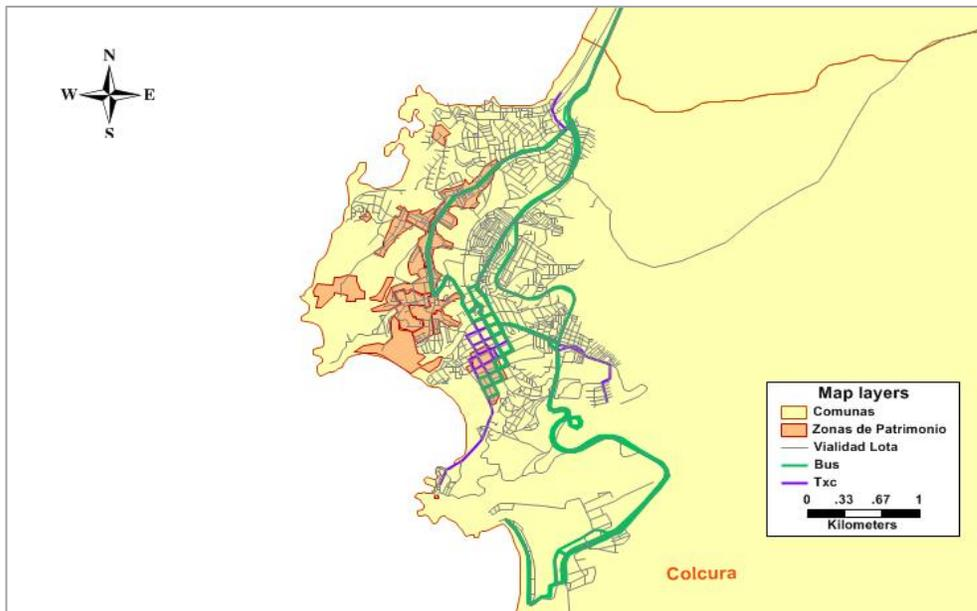 N
W E
S
Map layers
Comunas
Zonas de Patrimonio
Vialidad Lota
Bus
Txc
0 .33 .67 1
Kilometers
Colcura